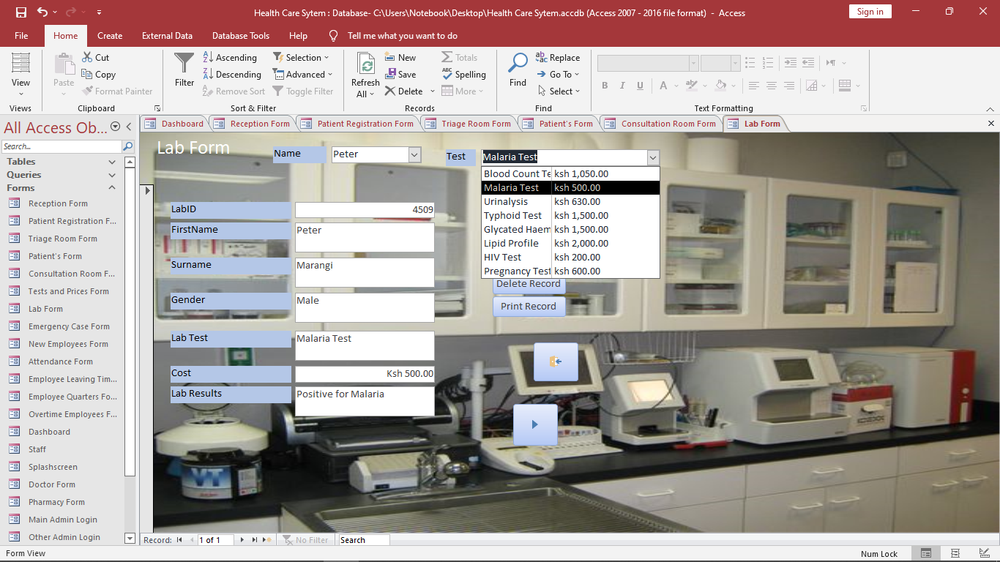 Health Care Sytem : Database- C:\Users\Notebook\Desktop\Health Care Sytem.accdb (Access 2007 - 2016 file format) - Access
Sign in
File Home Create External Data Database Tools Help Tell me what you want to do
View
Views
Paste
Cut
Copy
Format Painter
Clipboard
Filter
Ascending
Descending
Remove Sort
Selection
Advanced
Toggle Filter
Sort & Filter
Refresh
All
New
Save
Delete
Totals
Spelling
More
Records
Find
Replace
Go To
Select
Find
Text Formatting
All Access Ob...
Search...
Tables
Queries
Forms
Reception Form
Patient Registration F...
Triage Room Form
Patient's Form
Consultation Room F...
Tests and Prices Form
Lab Form
Emergency Case Form
New Employees Form
Attendance Form
Employee Leaving Tim...
Employee Quarters Fo...
Overtime Employees F...
Dashboard
Staff
Splashscreen
Doctor Form
Pharmacy Form
Main Admin Login
Other Admin Login
Dashboard Reception Form Patient Registration Form Triage Room Form Patient's Form Consultation Room Form Lab Form
Lab Form
Name Peter
Test Malaria Test
Blood Count Te ksh 1,050.00
Malaria Test ksh 500.00
Urinalysis ksh 630.00
Typhoid Test ksh 1,500.00
Glycated Haem ksh 1,500.00
Lipid Profile ksh 2,000.00
HIV Test ksh 200.00
Pregnancy Test ksh 600.00
LabID 4509
FirstName Peter
Surname Marangi
Gender Male
Lab Test Malaria Test
Cost Ksh 500.00
Lab Results Positive for Malaria
Delete Record
Print Record
VT
IDEXX
Record: 1 of 1 No Filter Search
Form View
Num Lock